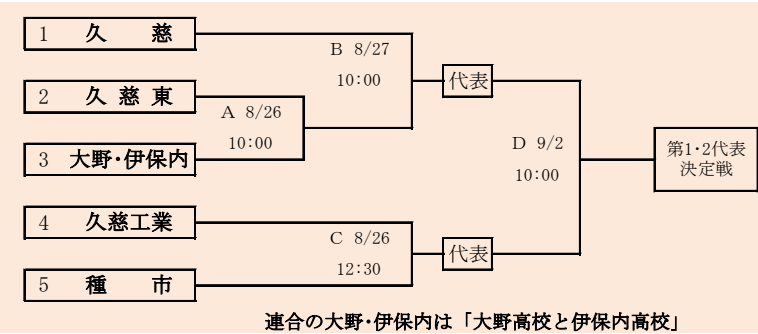 1 久 慈
B 8/27
10:00
代表
2 久 慈 東
A 8/26
10:00
3 大野・伊保内
D 9/2
10:00
第1・2代表
決定戦
4 久慈工業
C 8/26
12:30
代表
5 種 市
連合の大野・伊保内は「大野高校と伊保内高校」